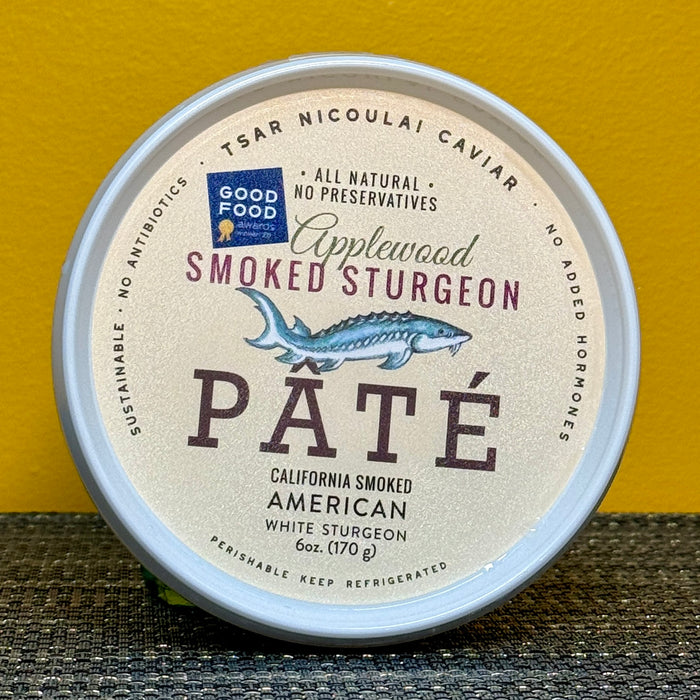 SUSTAINABLE · NO ANTIBIOTICS · TSAR NICOULAI CAVIAR · NO ADDED HORMONES
GOOD
FOOD
awards
· ALL NATURAL ·
NO PRESERVATIVES
Applewood
SMOKED STURGEON
PÂTÉ
CALIFORNIA SMOKED
AMERICAN
WHITE STURGEON
6oz. (170 g)
PERISHABLE KEEP REFRIGERATED